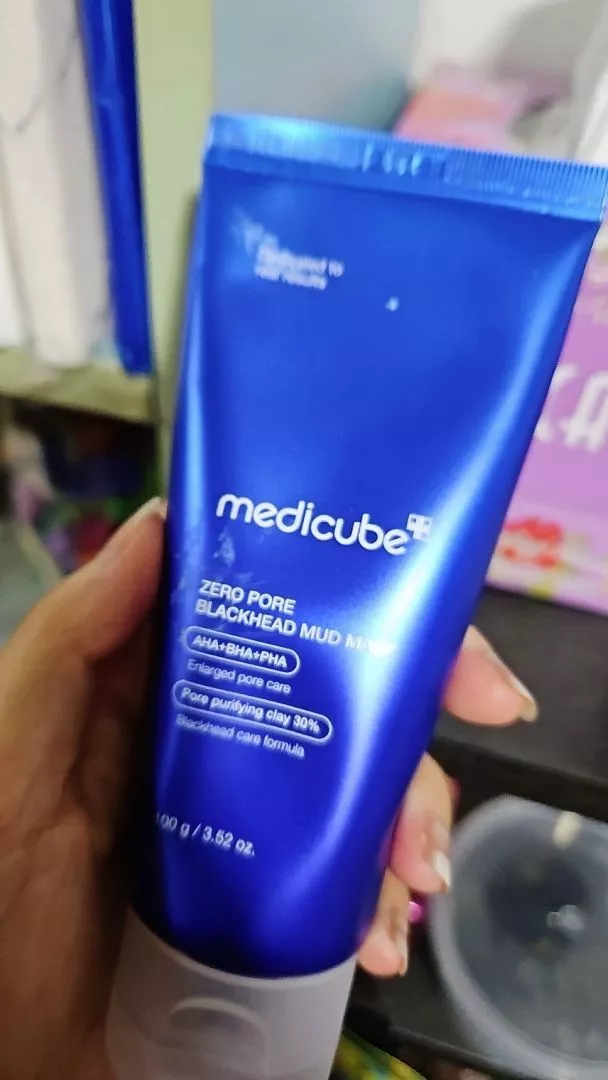 medicube
ZERO PORE
BLACKHEAD MUD
AHA+BHA+PHA
Enlarged pore care
Pore purifying clay 30%
Blackhead care formula
00 g / 3.52 oz.